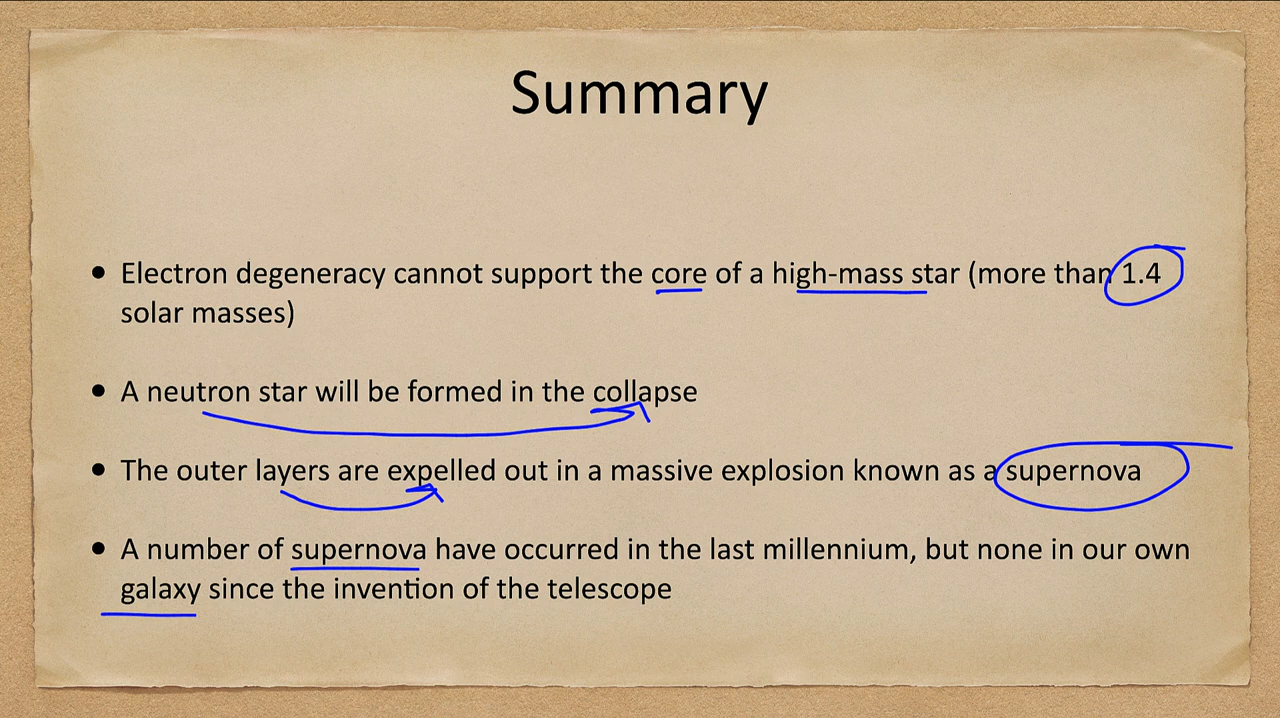 Summary
• Electron degeneracy cannot support the core of a high-mass star (more than 1.4
solar masses)
• A neutron star will be formed in the collapse
• The outer layers are expelled out in a massive explosion known as a supernova
• A number of supernova have occurred in the last millennium, but none in our own
galaxy since the invention of the telescope